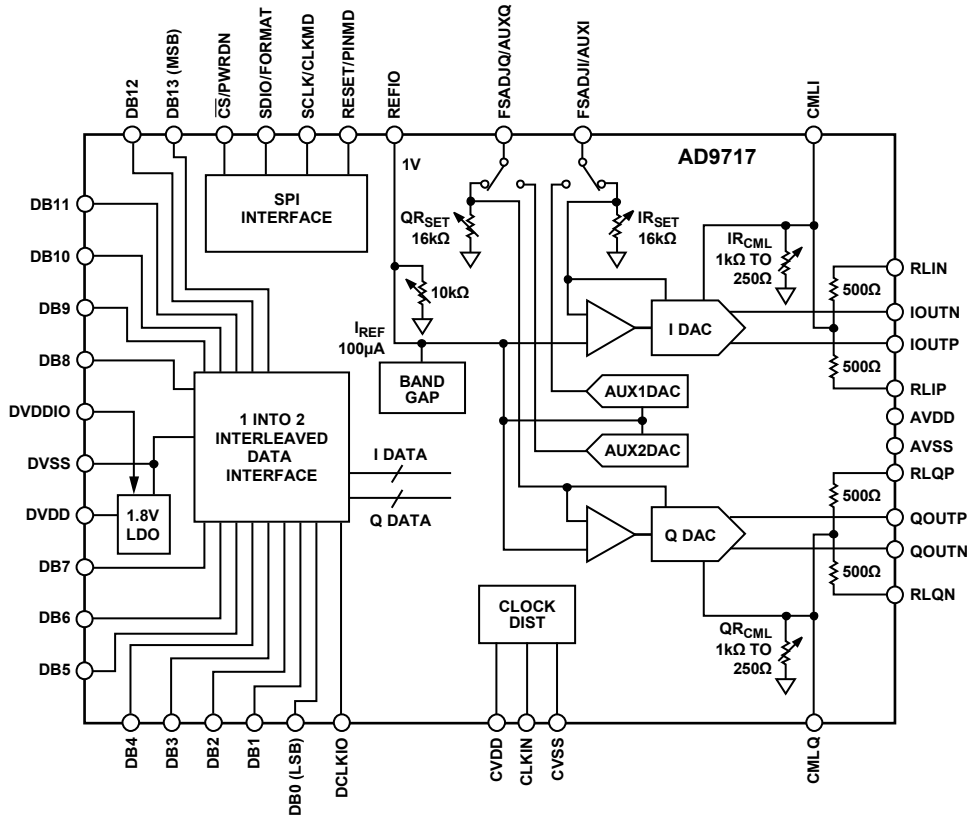 DB12
DB13 (MSB)
CS/PWRDN
SDIO/FORMAT
SCLK/CLKMD
RESET/PINMD
REFIO
FSADJQ/AUXQ
FSADJI/AUXI
CMLI
AD9717
1V
SPI
INTERFACE
DB11
DB10
DB9
DB8
DVDDIO
DVSS
DVDD
DB7
DB6
DB5
QRSET
16kΩ
IRSET
16kΩ
IRCML
1kΩ TO
250Ω
10kΩ
IREF
100µA
BAND
GAP
I DAC
AUX1DAC
AUX2DAC
500Ω
500Ω
RLIN
IOUTN
IOUTP
RLIP
AVDD
AVSS
RLQP
QOUTP
QOUTN
RLQN
1 INTO 2
INTERLEAVED
DATA
INTERFACE
I DATA
Q DATA
1.8V
LDO
Q DAC
500Ω
500Ω
CLOCK
DIST
QRCML
1kΩ TO
250Ω
DB4
DB3
DB2
DB1
DB0 (LSB)
DCLKIO
CVDD
CLKIN
CVSS
CMLQ